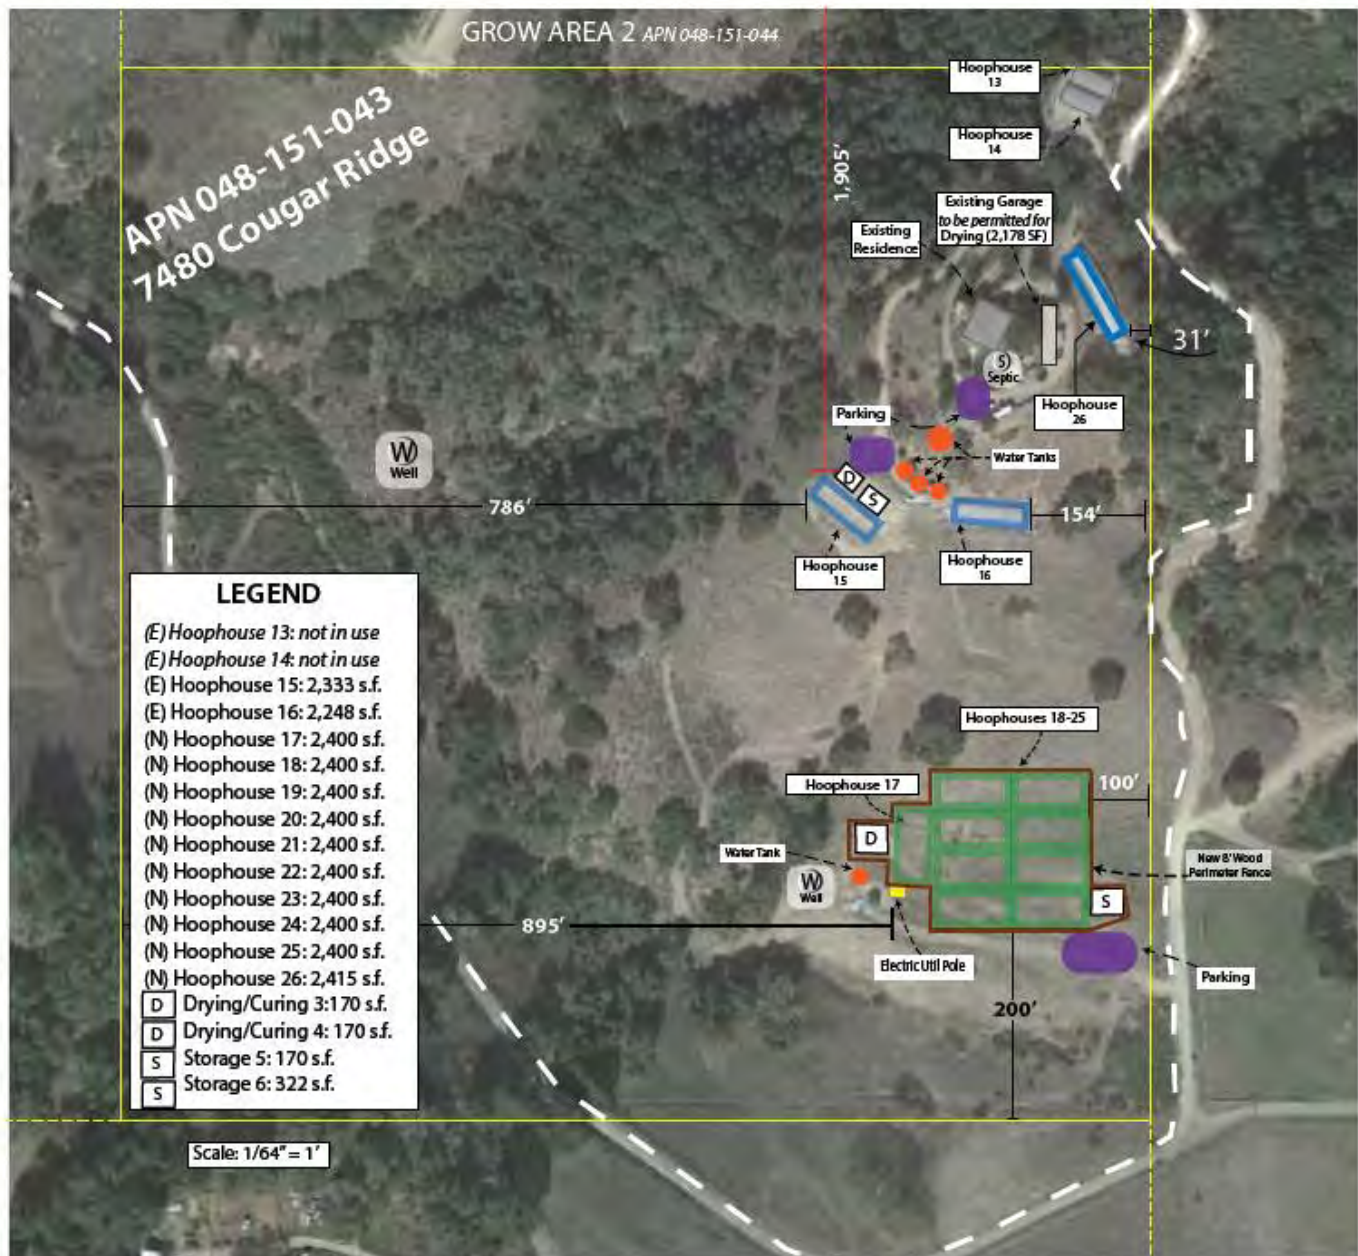 GROW AREA 2 APN 048-151-044
APN 048-151-043
7480 Cougar Ridge
Hoophouse
13
Hoophouse
14
1,905'
Existing Garage
to be permitted for
Drying (2,178 SF)
Existing
Residence
31'
S
Septic
Hoophouse
26
Parking
Water Tanks
W
Well
D
S
786'
154'
Hoophouse
15
Hoophouse
16
LEGEND
(E) Hoophouse 13: not in use
(E) Hoophouse 14: not in use
(E) Hoophouse 15: 2,333 s.f.
(E) Hoophouse 16: 2,248 s.f.
(N) Hoophouse 17: 2,400 s.f.
(N) Hoophouse 18: 2,400 s.f.
(N) Hoophouse 19: 2,400 s.f.
(N) Hoophouse 20: 2,400 s.f.
(N) Hoophouse 21: 2,400 s.f.
(N) Hoophouse 22: 2,400 s.f.
(N) Hoophouse 23: 2,400 s.f.
(N) Hoophouse 24: 2,400 s.f.
(N) Hoophouse 25: 2,400 s.f.
(N) Hoophouse 26: 2,415 s.f.
D Drying/Curing 3:170 s.f.
D Drying/Curing 4: 170 s.f.
S Storage 5: 170 s.f.
S Storage 6: 322 s.f.
Hoophouses 18-25
Hoophouse 17
100'
D
Water Tank
New 8' Wood
Perimeter Fence
W
Well
S
895'
Electric Util Pole
Parking
200'
Scale: 1/64" = 1'